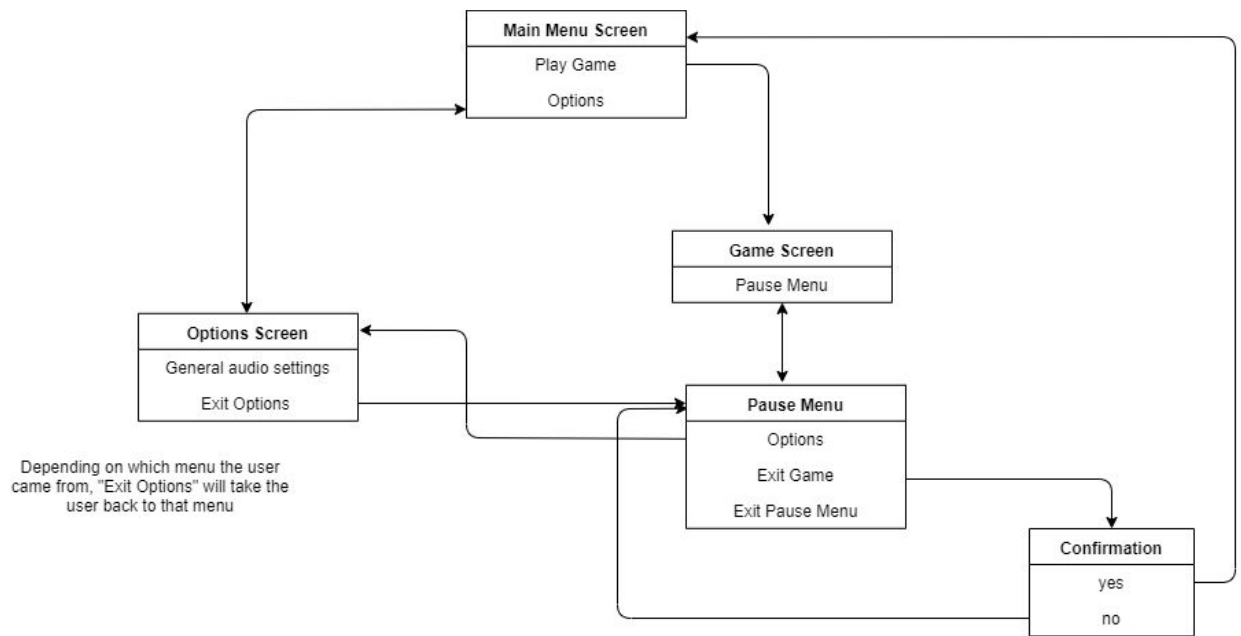 Main Menu Screen
Play Game
Options
Game Screen
Pause Menu
Options Screen
General audio settings
Exit Options
Depending on which menu the user
came from, "Exit Options" will take the
user back to that menu
Pause Menu
Options
Exit Game
Exit Pause Menu
Confirmation
yes
no